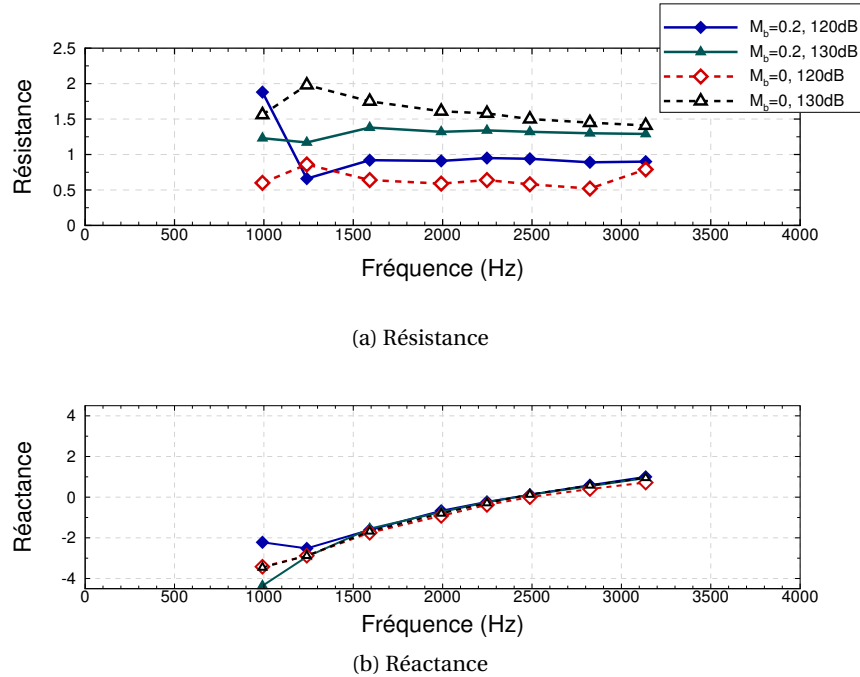 M_b=0.2, 120dB
M_b=0.2, 130dB
M_b=0, 120dB
M_b=0, 130dB
Résistance
2.5
2
1.5
1
0.5
0
0 500 1000 1500 2000 2500 3000 3500 4000
Fréquence (Hz)
(a) Résistance
Réactance
4
2
0
-2
-4
0 500 1000 1500 2000 2500 3000 3500 4000
Fréquence (Hz)
(b) Réactance